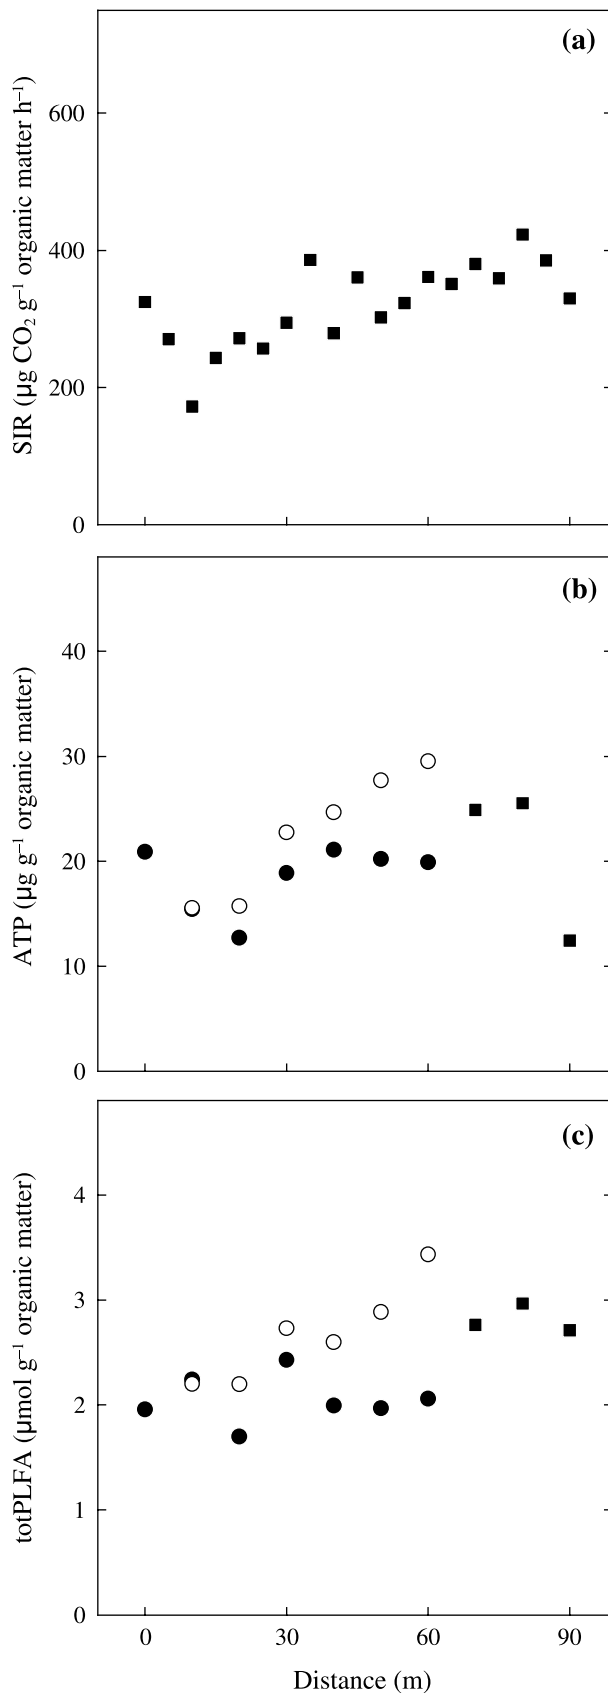 (a)
600
400
200
0
SIR (µg CO₂ g⁻¹ organic matter h⁻¹)
(b)
40
30
20
10
0
ATP (µg g⁻¹ organic matter)
(c)
4
3
2
1
0
totPLFA (µmol g⁻¹ organic matter)
0 30 60 90
Distance (m)